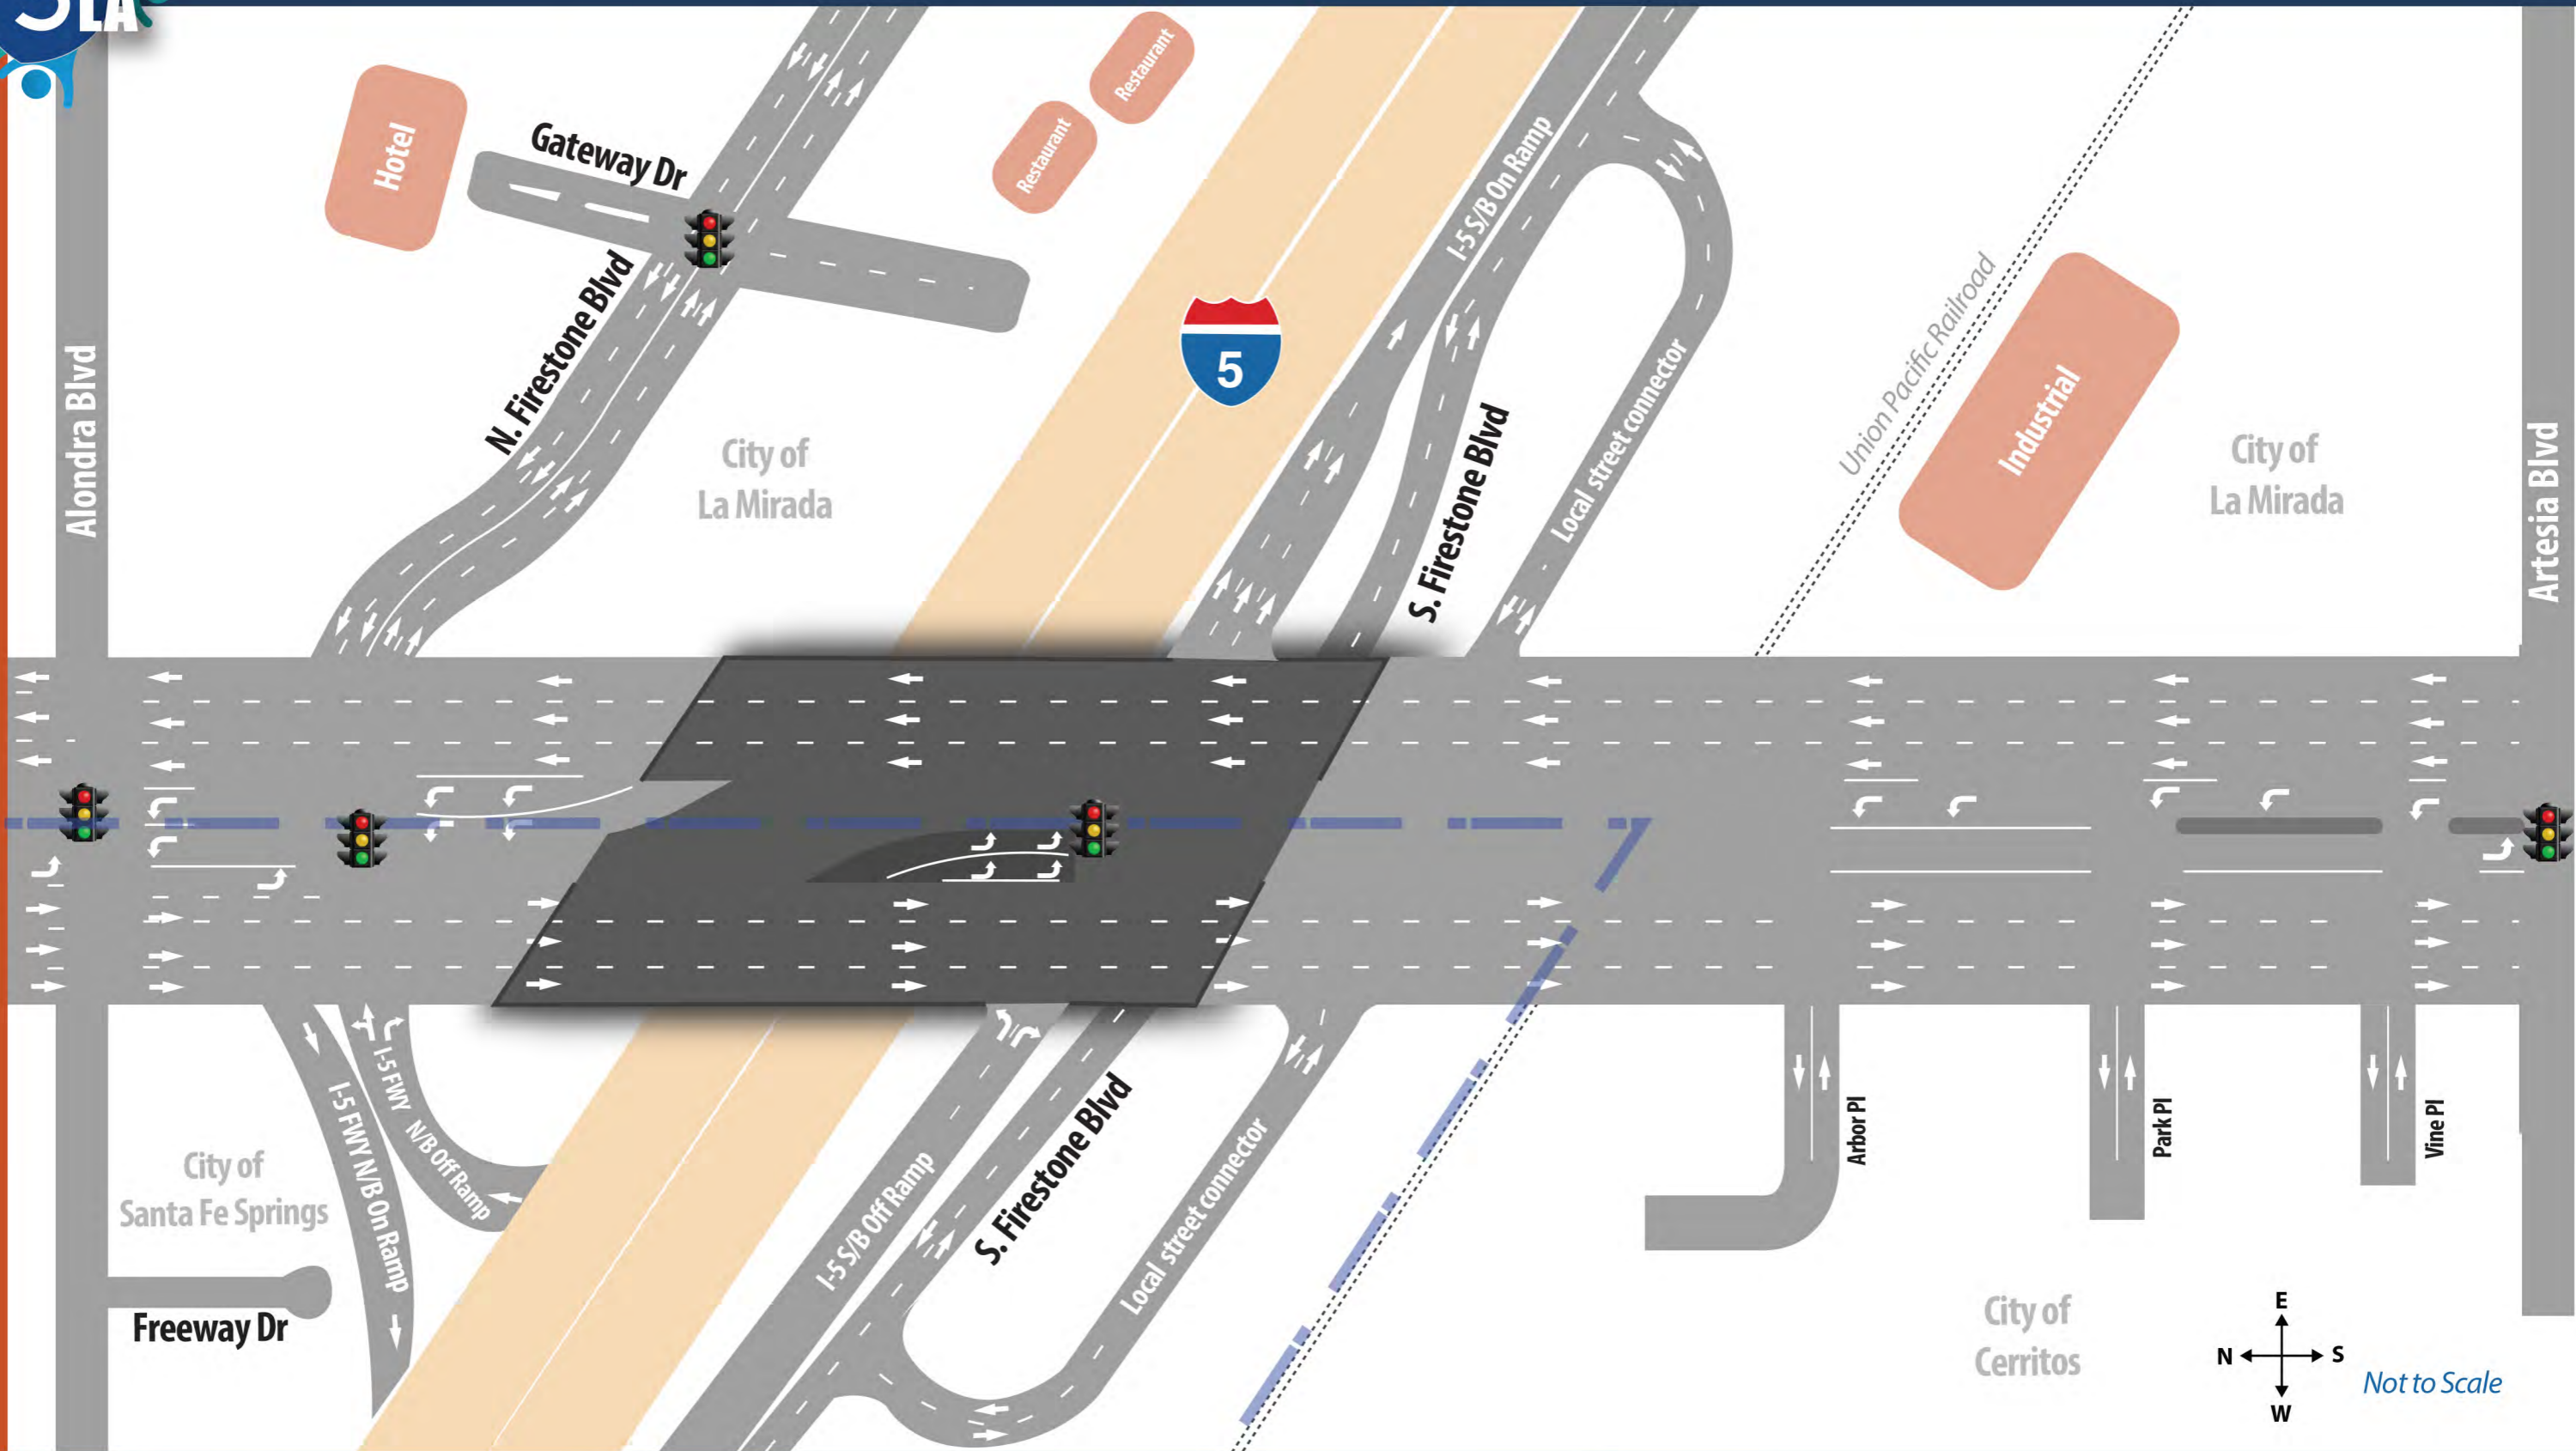 5LA
Restaurant
Restaurant
Hotel
Gateway Dr
N. Firestone Blvd
I-5 S/B On Ramp
5
Alondra Blvd
City of
La Mirada
S. Firestone Blvd
Local street connector
Union Pacific Railroad
Industrial
City of
La Mirada
Artesia Blvd
I-5 FWY N/B Off Ramp
I-5 FWY N/B On Ramp
City of
Santa Fe Springs
Freeway Dr
I-5 S/B Off Ramp
S. Firestone Blvd
Local street connector
Arbor Pl
Park Pl
Vine Pl
City of
Cerritos
E
N
S
W
Not to Scale